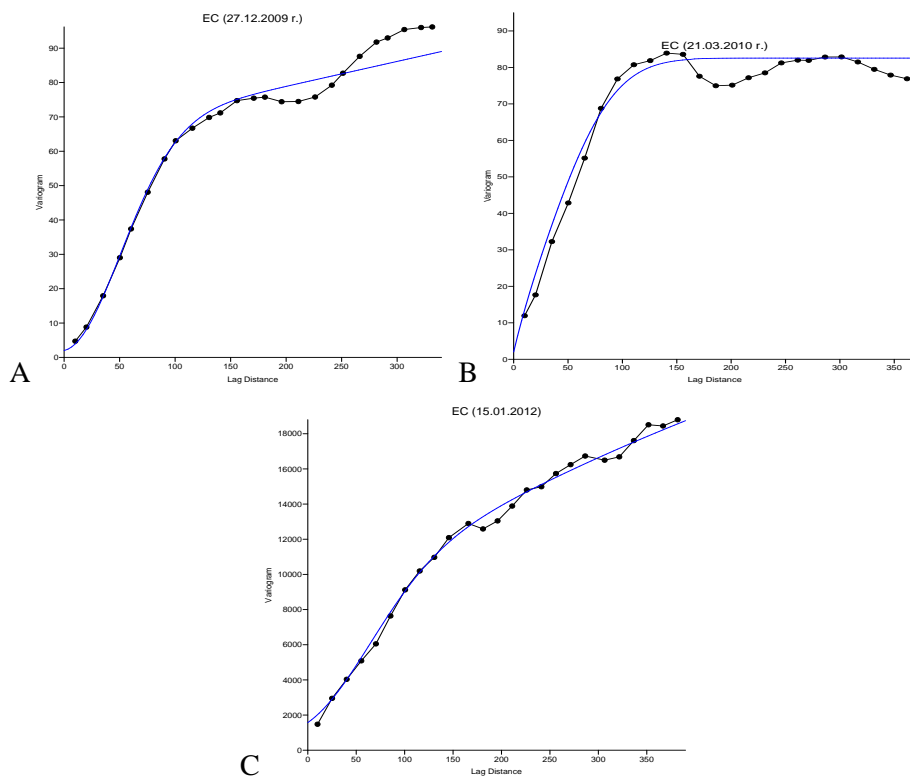 EC (27.12.2009 r.)
90
80
70
60
50
40
30
20
10
0
Variogram
0 50 100 150 200 250 300
Lag Distance
A
EC (21.03.2010 r.)
90
80
70
60
50
40
30
20
10
0
Variogram
0 50 100 150 200 250 300 350
Lag Distance
B
EC (15.01.2012)
18000
16000
14000
12000
10000
8000
6000
4000
2000
0
Variogram
0 50 100 150 200 250 300 350
Lag Distance
C